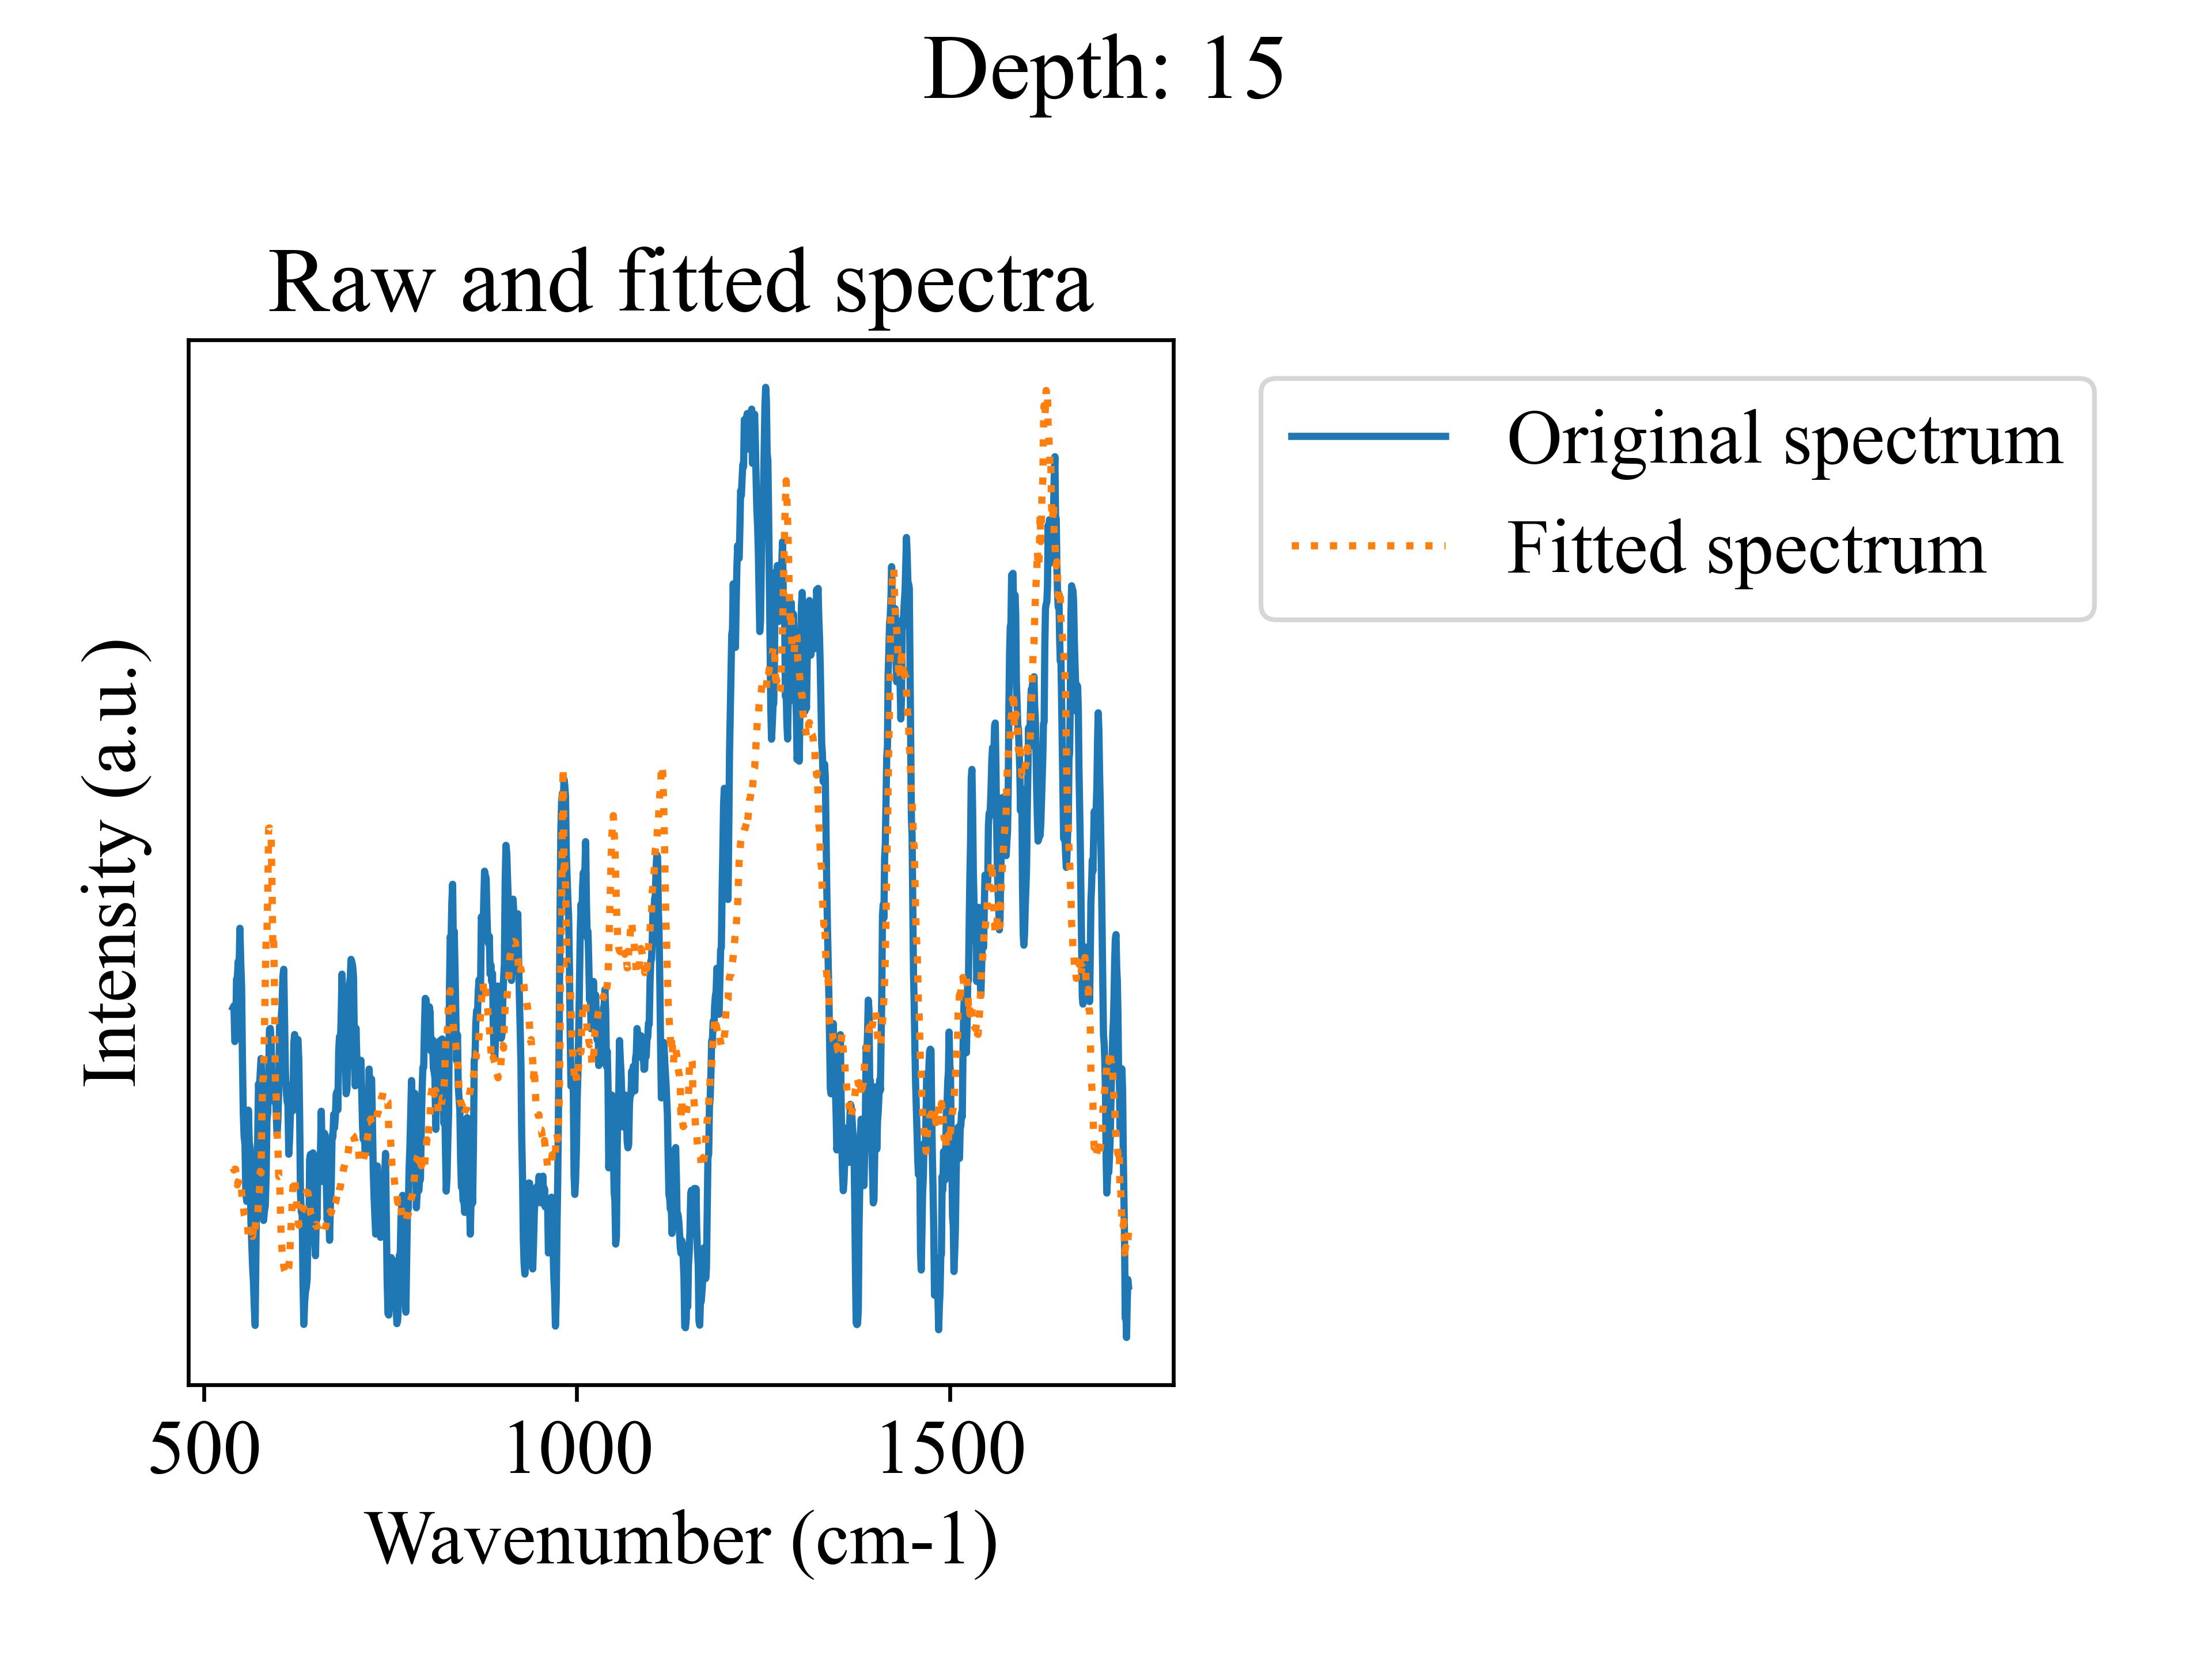 Depth: 15
Raw and fitted spectra
Original spectrum
Fitted spectrum
Intensity (a.u.)
500 1000 1500
Wavenumber (cm-1)